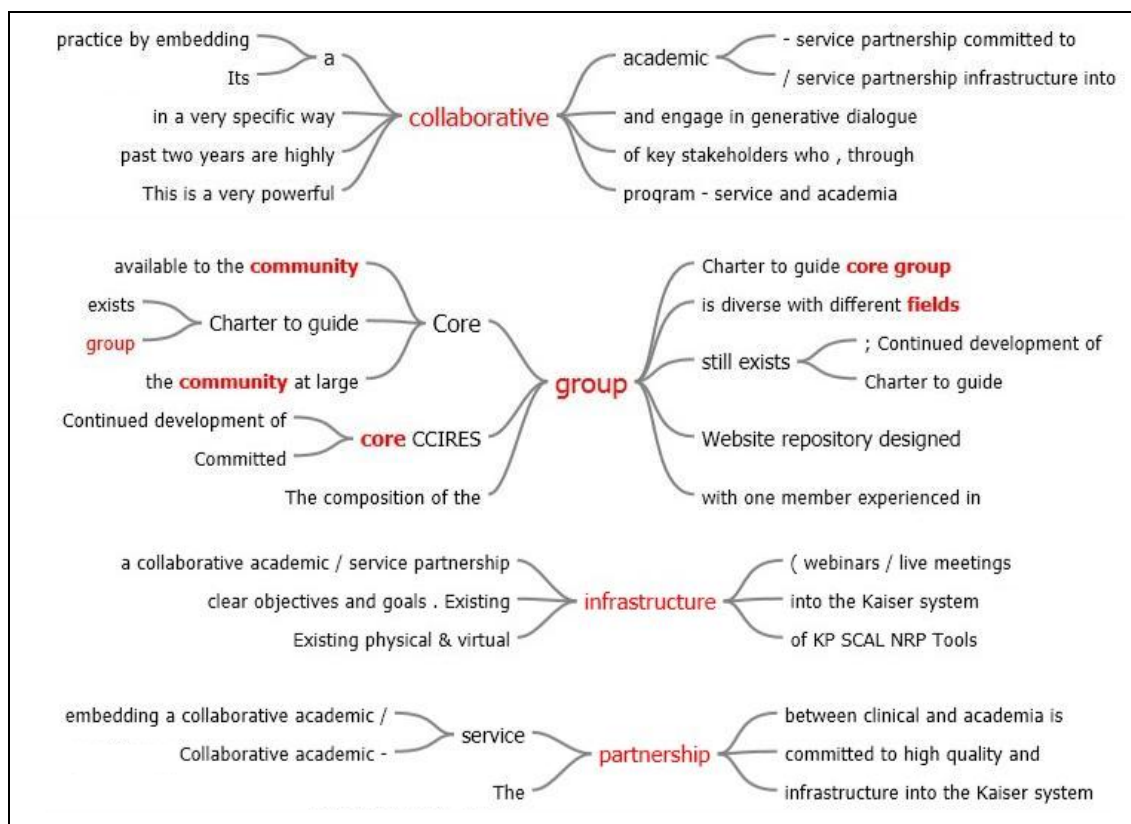 practice by embedding
Its
a
in a very specific way
past two years are highly
This is a very powerful
collaborative
academic
- service partnership committed to
/ service partnership infrastructure into
and engage in generative dialogue
of key stakeholders who , through
program - service and academia
available to the community
exists
group
Charter to guide
the community at large
Core
Continued development of
Committed
core CCIRES
The composition of the
group
Charter to guide core group
is diverse with different fields
still exists
; Continued development of
Charter to guide
Website repository designed
with one member experienced in
a collaborative academic / service partnership
clear objectives and goals . Existing
Existing physical & virtual
infrastructure
( webinars / live meetings
into the Kaiser system
of KP SCAL NRP Tools
embedding a collaborative academic /
Collaborative academic -
service
The
partnership
between clinical and academia is
committed to high quality and
infrastructure into the Kaiser system